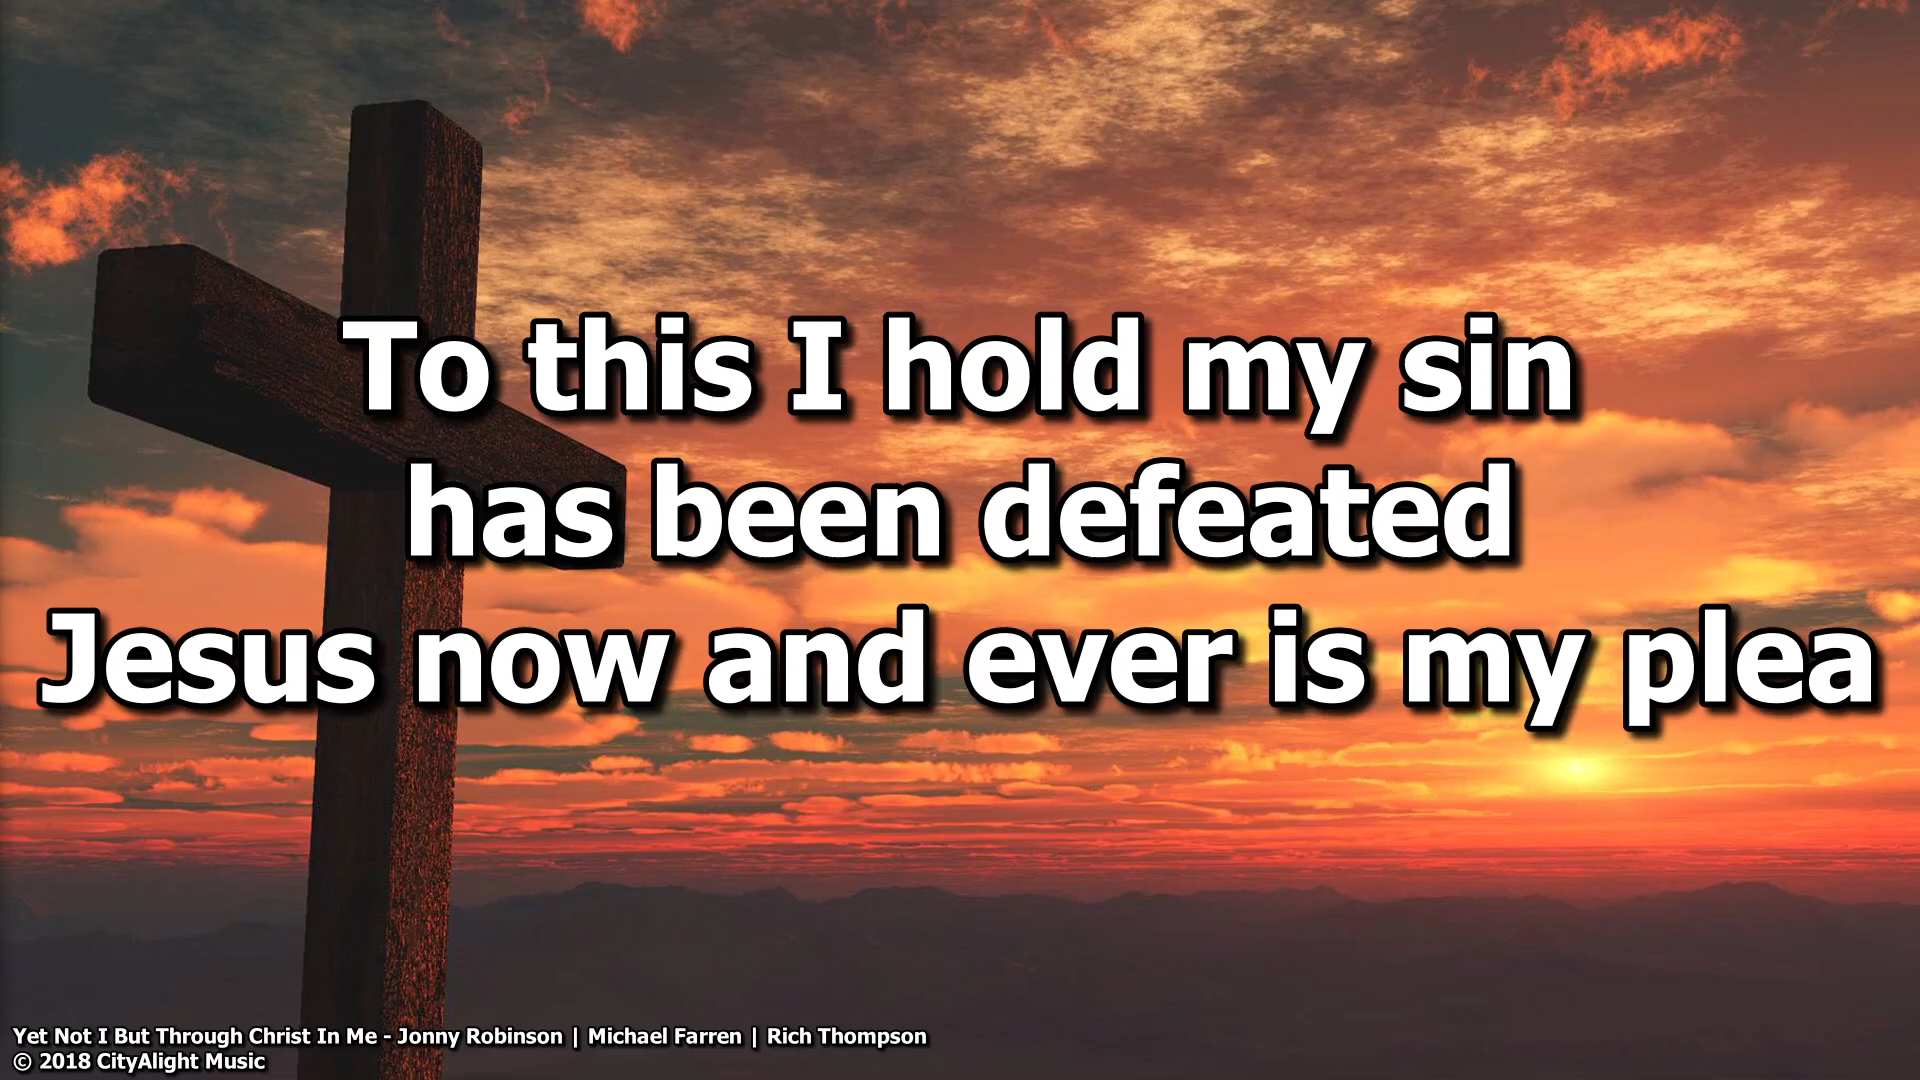 To this I hold my sin
has been defeated
Jesus now and ever is my plea
Yet Not I But Through Christ In Me - Jonny Robinson | Michael Farren | Rich Thompson
© 2018 CityAlight Music